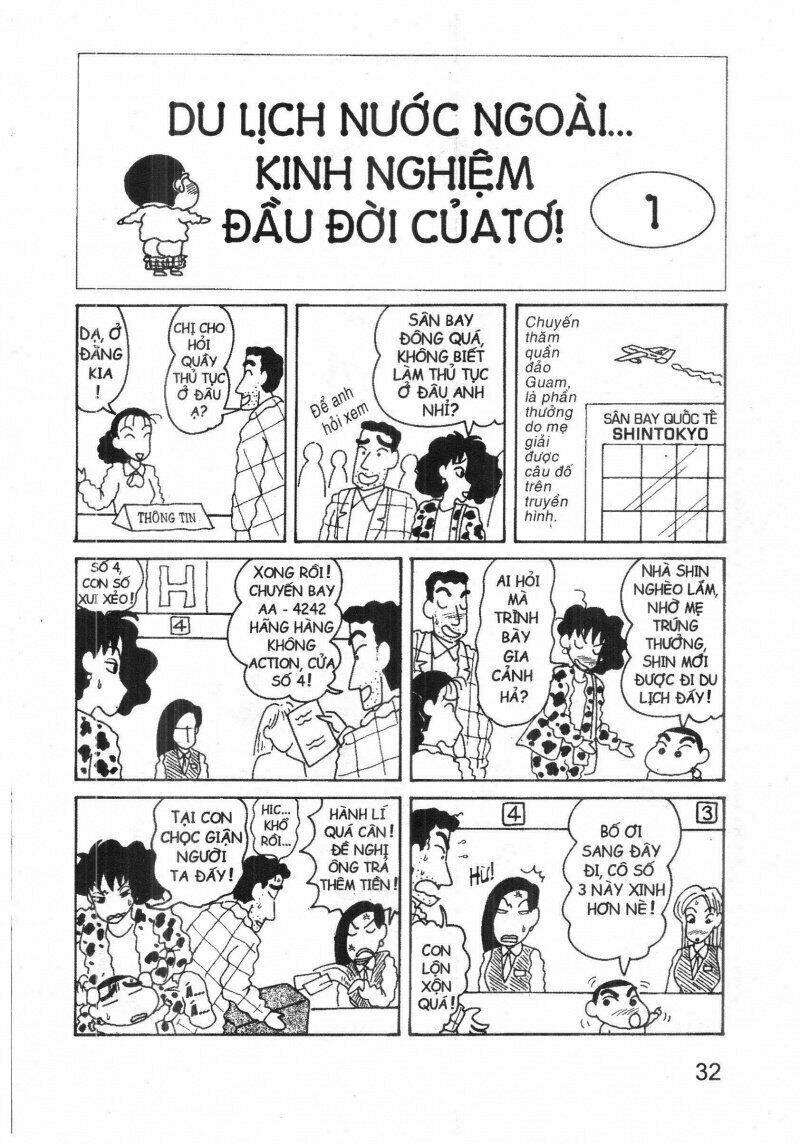 DU LỊCH NƯỚC NGOÀI...
KINH NGHIỆM
ĐẦU ĐỜI CỦATỚ!
1
Chuyến
thăm
quần
đảo
Guam,
là phần
thưởng
do mẹ
giải
được
câu đố
trên
truyền
hình.
SÂN BAY QUỐC TẾ
SHINTOKYO
SÂN BAY
ĐÔNG QUÁ,
KHÔNG BIẾT
LÀM THỦ TỤC
Ở ĐÂU ANH
NHỈ?
Để anh
hỏi xem
CHỊ CHO
HỎI
QUẦY
THỦ TỤC
Ở ĐÂU
Ạ?
DẠ, Ở
ĐẰNG
KIA
!
THÔNG TIN
NHÀ SHIN
NGHÈO LẮM,
NHỜ MẸ
TRÚNG
THƯỞNG,
SHIN MỚI
ĐƯỢC ĐI DU
LỊCH ĐẤY!
AI HỎI
MÀ
TRÌNH
BÀY
GIA
CẢNH
HẢ?
XONG RỒI!
CHUYẾN BAY
AA - 4242
HÃNG HÀNG
KHÔNG
ACTION, CỬA
SỐ 4!
SỐ 4,
CON SỐ
XUI XẺO!
H
4
4
3
BỐ ƠI
SANG ĐÂY
ĐI, CÔ SỐ
3 NÀY XINH
HƠN NÈ!
HỪ!
CON
LỘN
XỘN
QUÁ!
HÀNH LÍ
QUÁ CÂN!
ĐỀ NGHỊ
ÔNG TRẢ
THÊM TIỀN!
HIC...
KHỔ
RỒI...
TẠI CON
CHỌC GIẬN
NGƯỜI
TA ĐẤY!
32